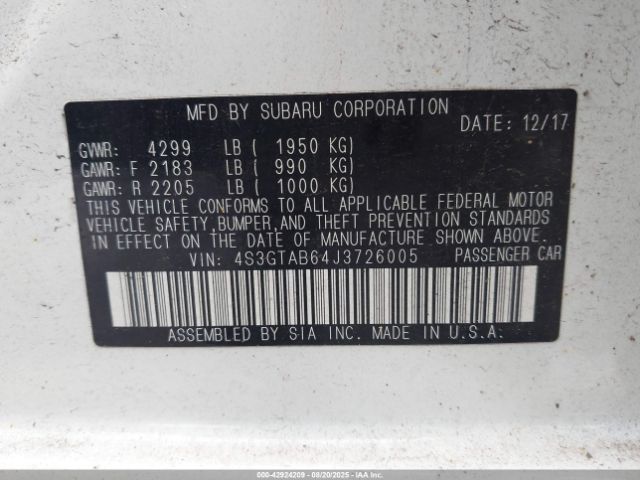 MFD BY SUBARU CORPORATION
DATE: 12/17
GVWR: 4299 LB ( 1950 KG)
GAWR: F 2183 LB ( 990 KG)
GAWR: R 2205 LB ( 1000 KG)
THIS VEHICLE CONFORMS TO ALL APPLICABLE FEDERAL MOTOR
VEHICLE SAFETY, BUMPER, AND THEFT PREVENTION STANDARDS
IN EFFECT ON THE DATE OF MANUFACTURE SHOWN ABOVE.
VIN: 4S3GTAB64J3726005 PASSENGER CAR
ASSEMBLED BY SIA INC. MADE IN U.S.A.
000-42924209 | 08/20/2025 | Copyright © IAA, LLC